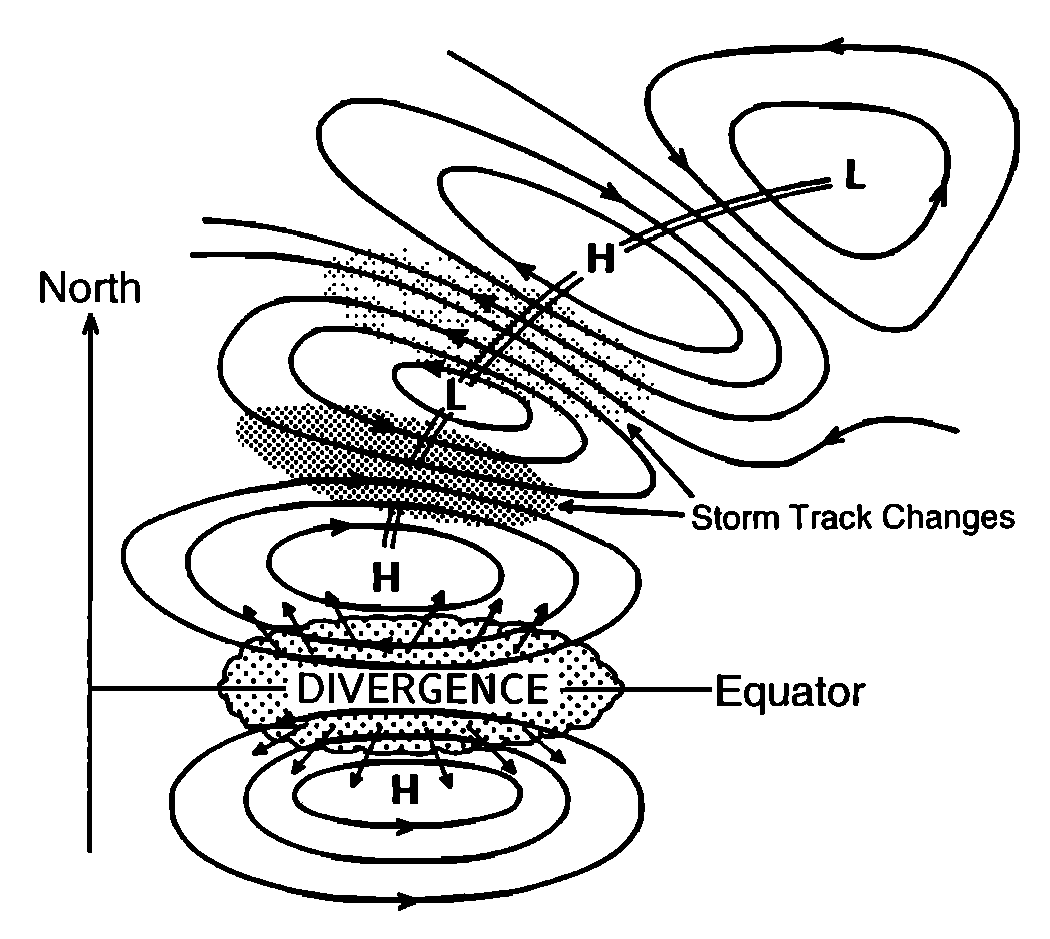 L
H
North
L
Storm Track Changes
H
DIVERGENCE
Equator
H